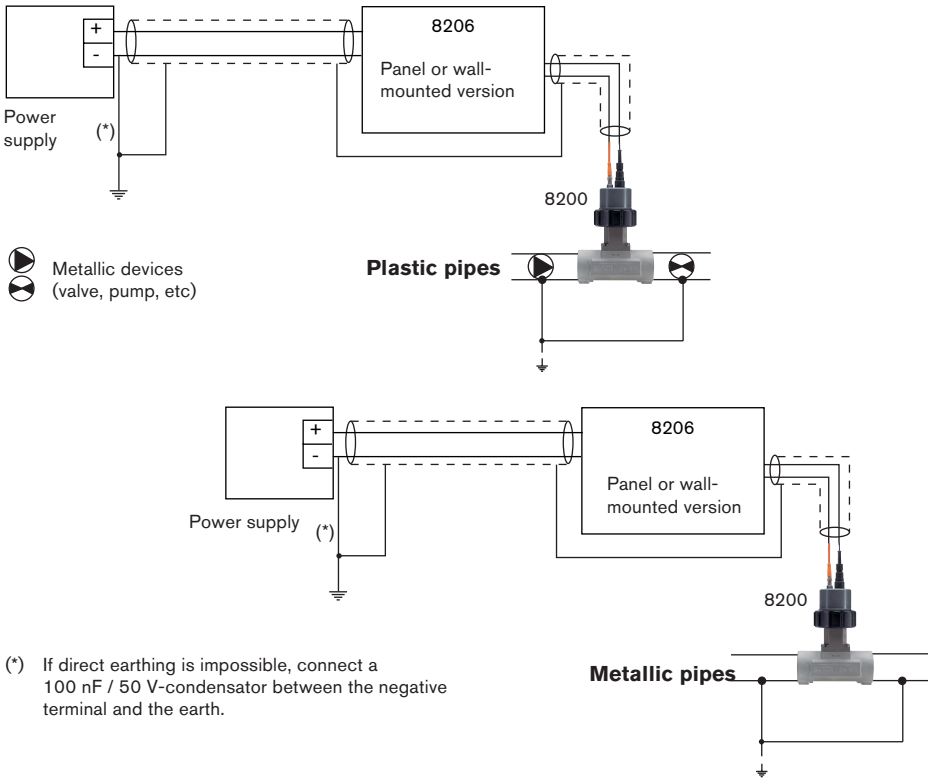 +
-
8206
Panel or wall-
mounted version
Power
supply
(*)
8200
Metallic devices
(valve, pump, etc)
Plastic pipes
+
-
8206
Panel or wall-
mounted version
Power supply
(*)
8200
Metallic pipes
(*) If direct earthing is impossible, connect a
100 nF / 50 V-condensator between the negative
terminal and the earth.